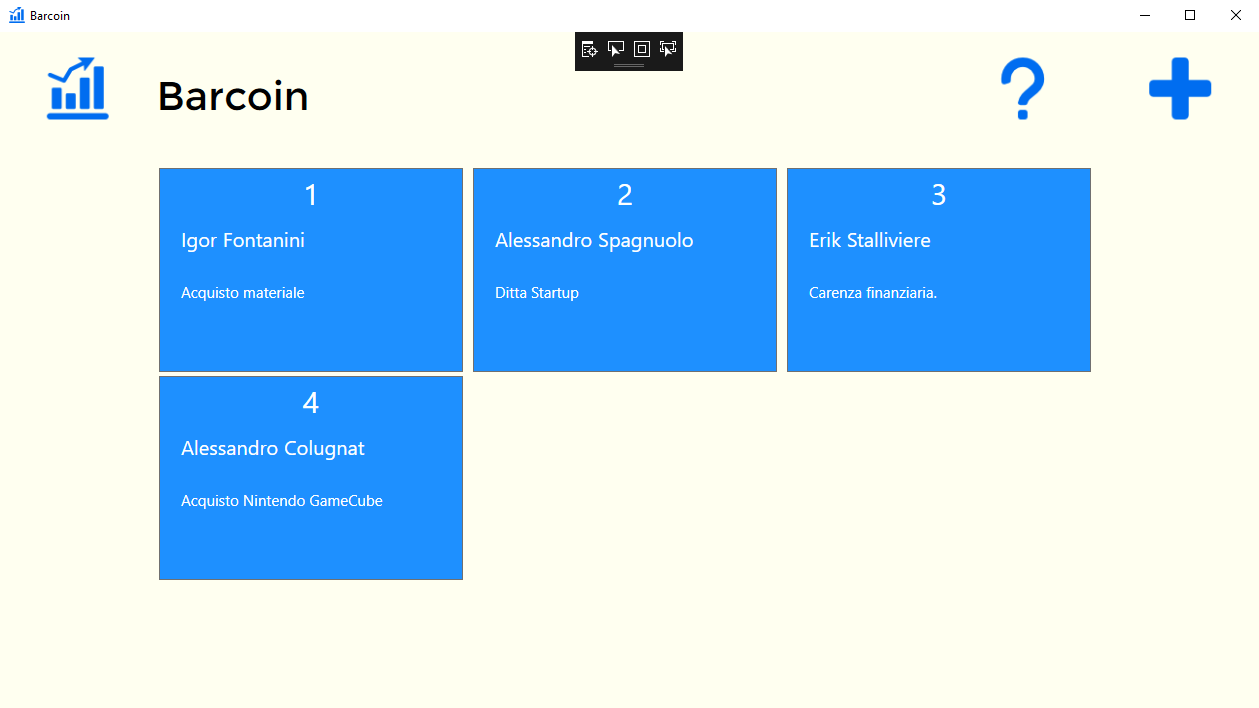 Barcoin
Barcoin
1
Igor Fontanini
Acquisto materiale
2
Alessandro Spagnuolo
Ditta Startup
3
Erik Stalliviere
Carenza finanziaria.
4
Alessandro Colugnat
Acquisto Nintendo GameCube